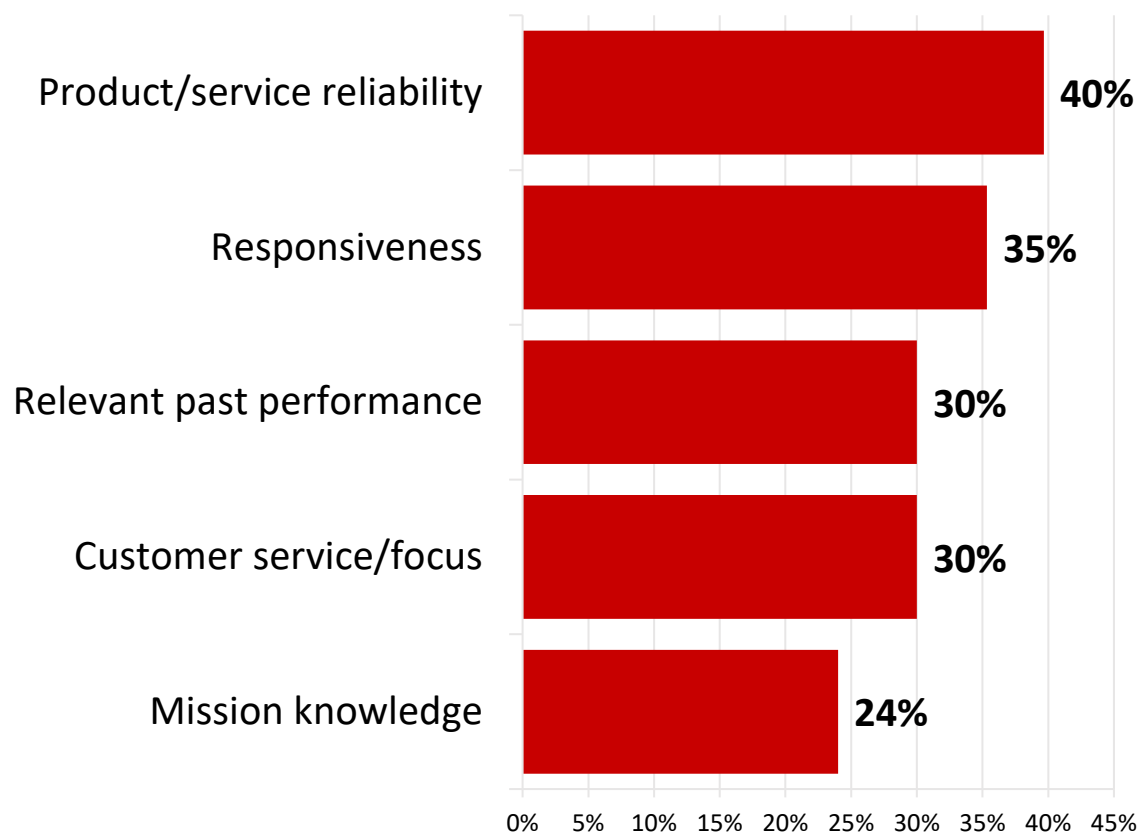 Product/service reliability 40%
Responsiveness 35%
Relevant past performance 30%
Customer service/focus 30%
Mission knowledge 24%
0% 5% 10% 15% 20% 25% 30% 35% 40% 45%